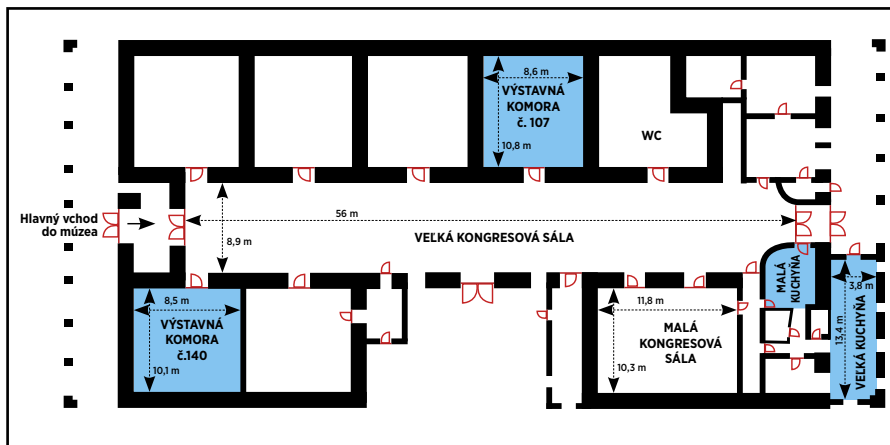 8,6 m
VÝSTAVNÁ
KOMORA
č. 107
10,8 m
WC
Hlavný vchod
do múzea
56 m
8,9 m
VEĽKÁ KONGRESOVÁ SÁLA
8,5 m
VÝSTAVNÁ
KOMORA
č.140
10,1 m
11,8 m
MALÁ
KONGRESOVÁ
SÁLA
10,3 m
MALÁ
KUCHYŇA
3,8 m
13,4 m
VEĽKÁ KUCHYŇA